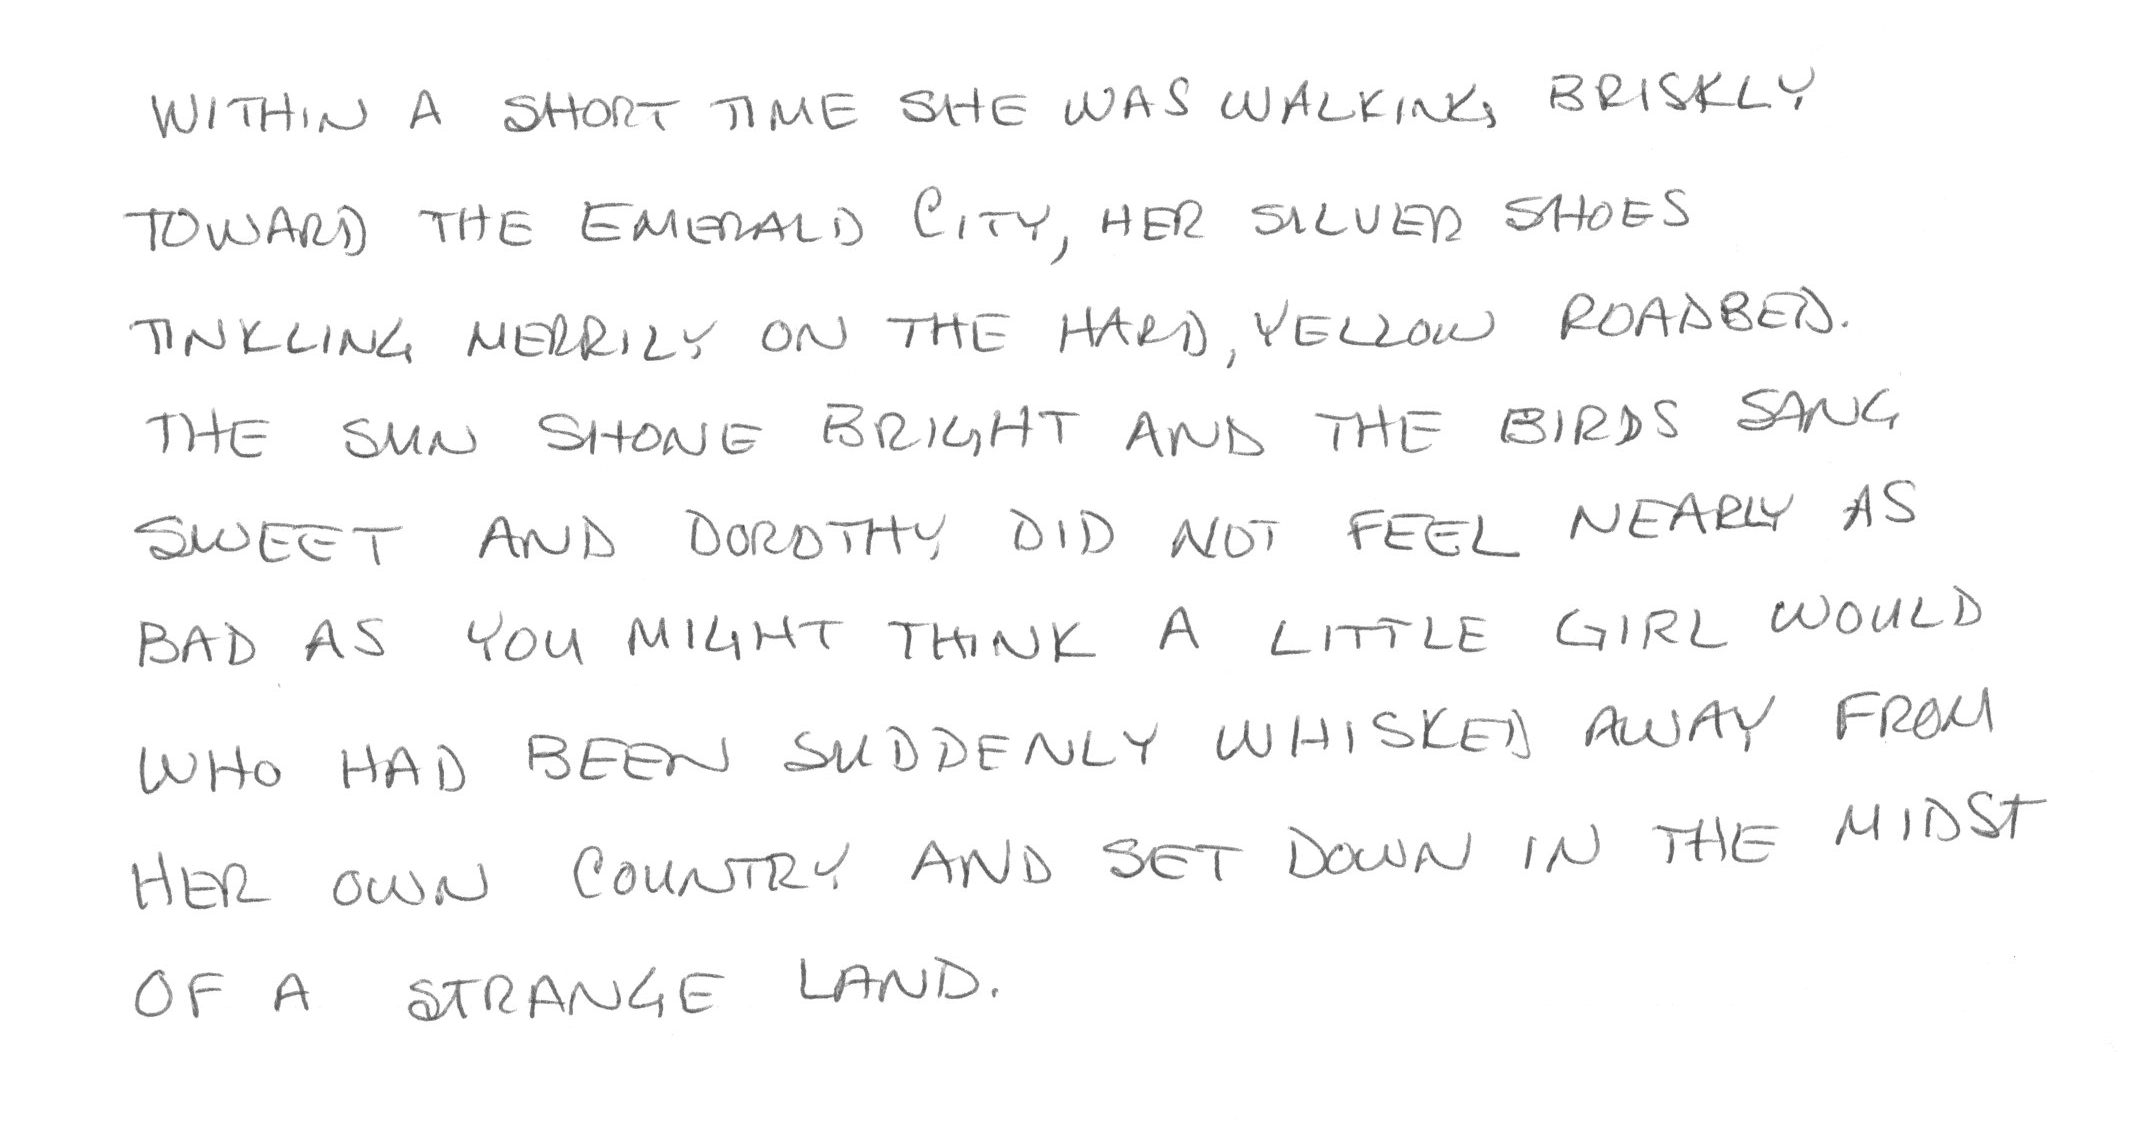 WITHIN A SHORT TIME SHE WAS WALKING BRISKLY
TOWARD THE EMERALD CITY, HER SILVER SHOES
TINKLING MERRILY ON THE HARD, YELLOW ROADBED.
THE SUN SHONE BRIGHT AND THE BIRDS SANG
SWEET AND DOROTHY DID NOT FEEL NEARLY AS
BAD AS YOU MIGHT THINK A LITTLE GIRL WOULD
WHO HAD BEEN SUDDENLY WHISKED AWAY FROM
HER OWN COUNTRY AND SET DOWN IN THE MIDST
OF A STRANGE LAND.